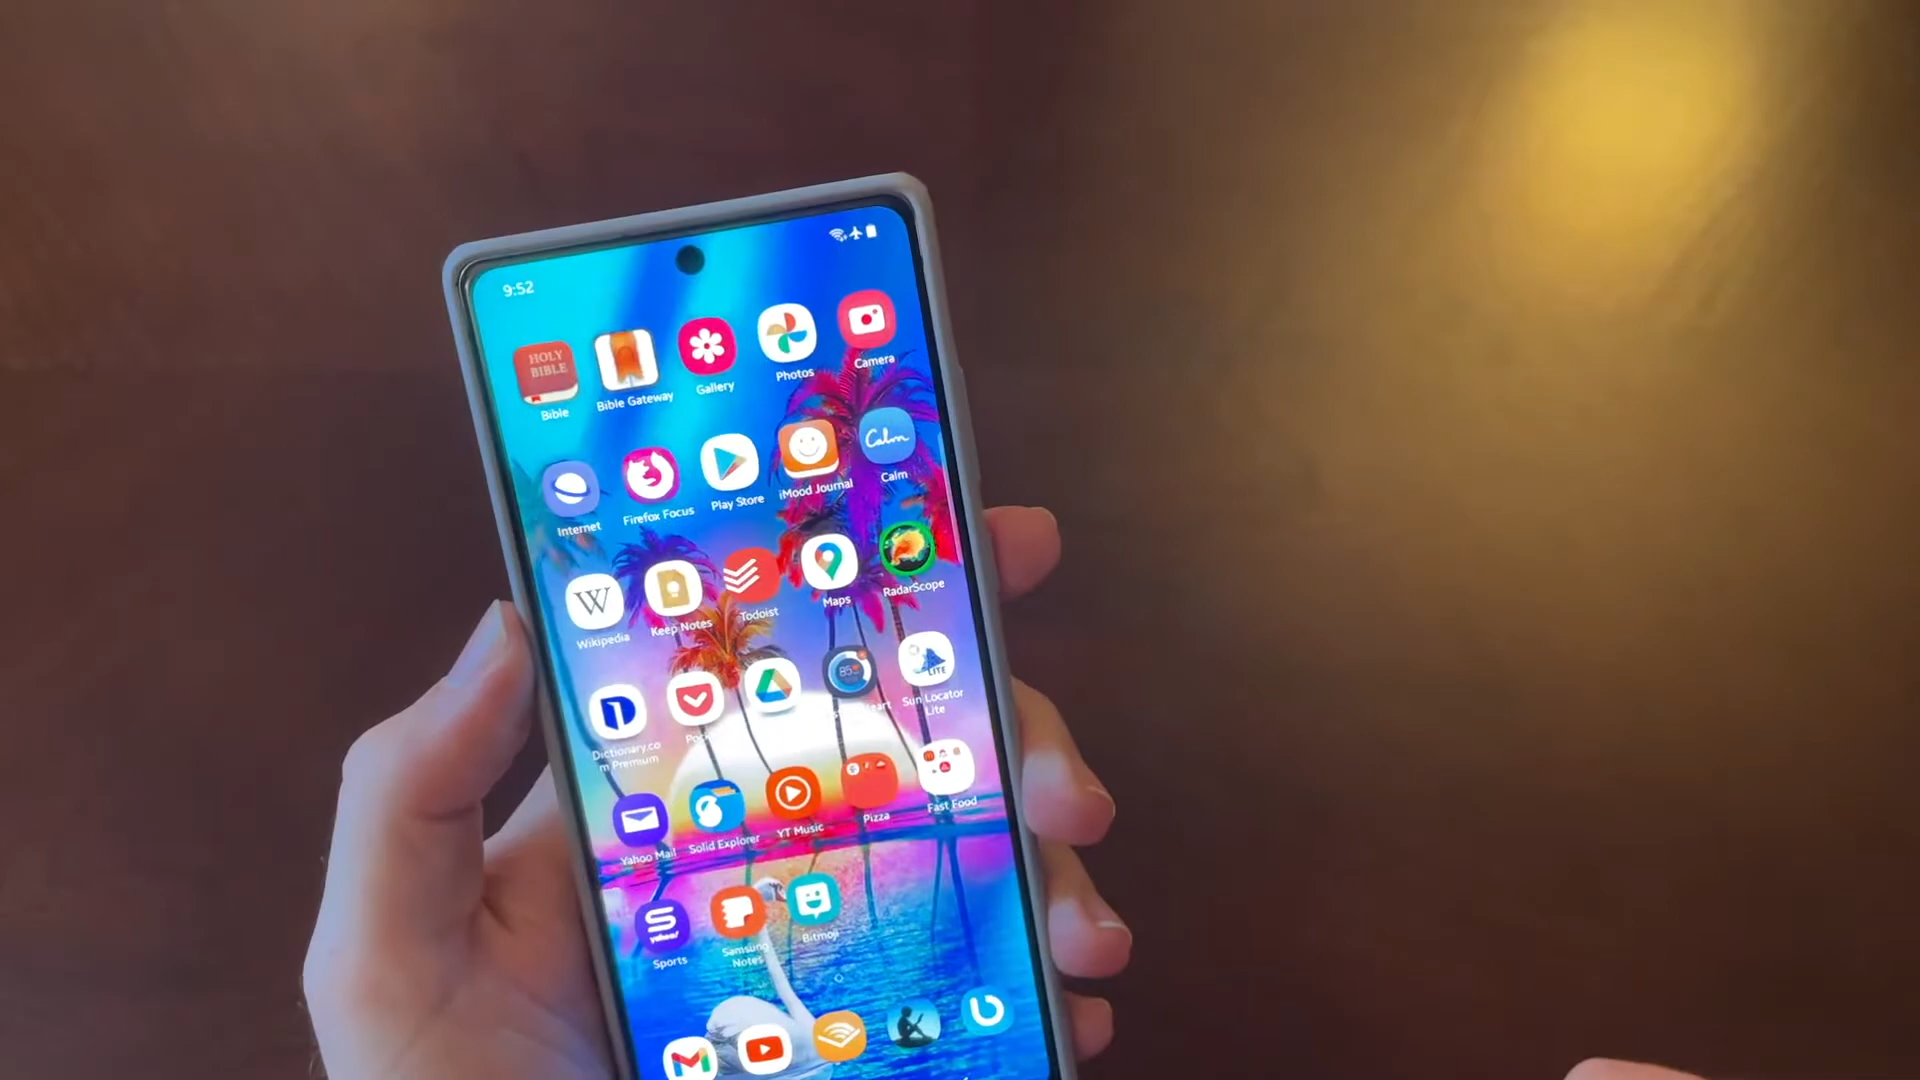 9:52
HOLY
BIBLE
Bible
Bible Gateway
Gallery
Photos
Camera
Calm
Internet
Firefox Focus
Play Store
iMood Journal
Calm
W
Wikipedia
Keep Notes
Todoist
Maps
RadarScope
LITE
Dictionary.co
m Premium
85
Sun Locator
Lite
Yahoo Mail
Solid Explorer
YT Music
Pizza
Fast Food
yahoo!
Sports
Samsung
Notes
Bitmoji